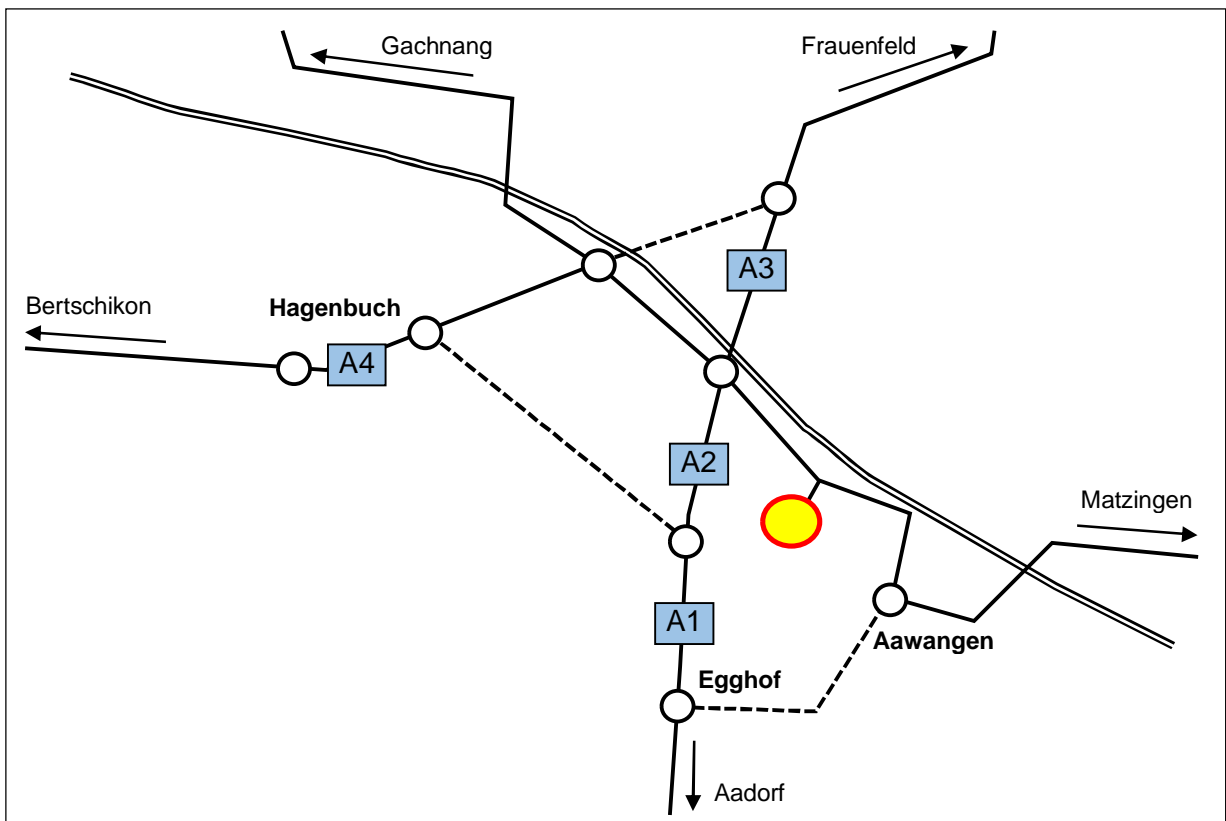 Gachnang
Frauenfeld
A3
Bertschikon
Hagenbuch
A4
A2
Matzingen
A1
Aawangen
Egghof
Aadorf